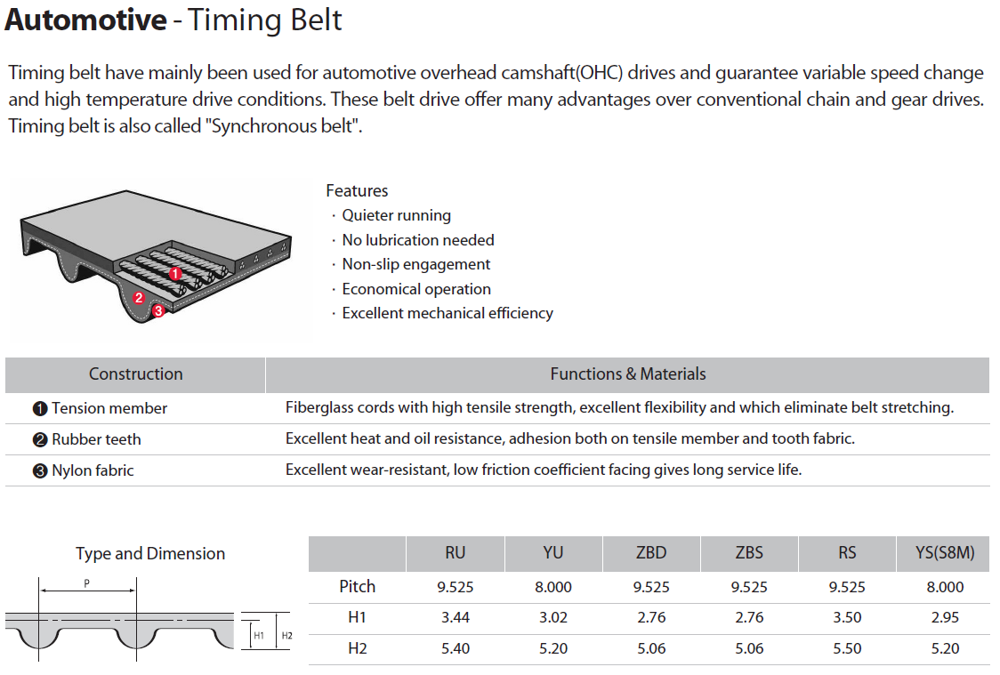 Automotive - Timing Belt
Timing belt have mainly been used for automotive overhead camshaft(OHC) drives and guarantee variable speed change
and high temperature drive conditions. These belt drive offer many advantages over conventional chain and gear drives.
Timing belt is also called "Synchronous belt".
Features
· Quieter running
· No lubrication needed
· Non-slip engagement
· Economical operation
· Excellent mechanical efficiency
1
2
3
Construction Functions & Materials
❶ Tension member Fiberglass cords with high tensile strength, excellent flexibility and which eliminate belt stretching.
❷ Rubber teeth Excellent heat and oil resistance, adhesion both on tensile member and tooth fabric.
❸ Nylon fabric Excellent wear-resistant, low friction coefficient facing gives long service life.
Type and Dimension
P
H1 H2
RU YU ZBD ZBS RS YS(S8M)
Pitch 9.525 8.000 9.525 9.525 9.525 8.000
H1 3.44 3.02 2.76 2.76 3.50 2.95
H2 5.40 5.20 5.06 5.06 5.50 5.20